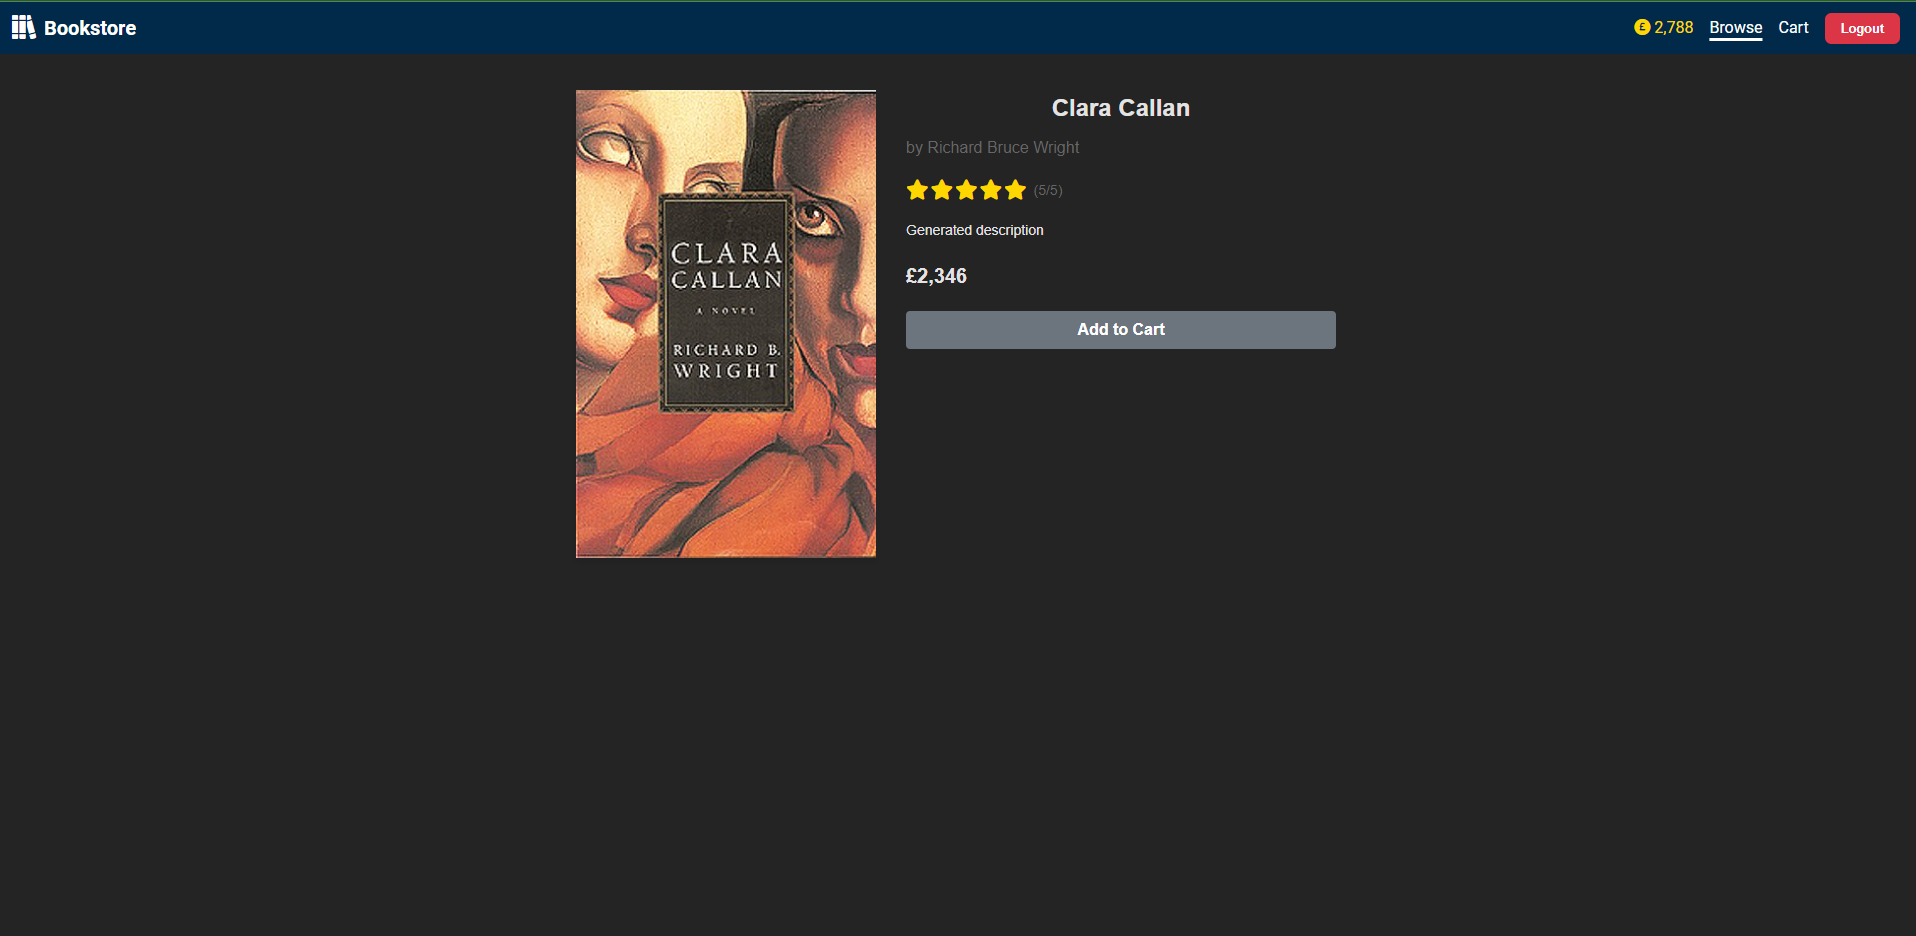 Bookstore
£ 2,788 Browse Cart Logout
CLARA
CALLAN
A NOVEL
RICHARD B.
WRIGHT
Clara Callan
by Richard Bruce Wright
(5/5)
Generated description
£2,346
Add to Cart